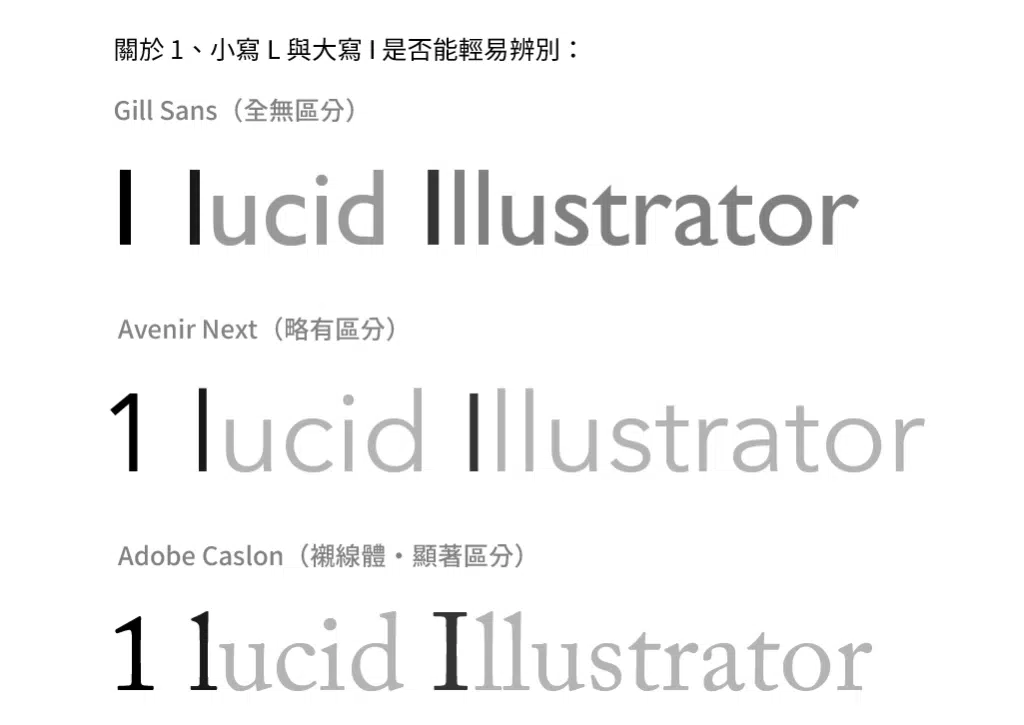 關於 1、小寫 L 與大寫 I 是否能輕易辨別：
Gill Sans（全無區分）
1 lucid Illustrator
Avenir Next（略有區分）
1 lucid Illustrator
Adobe Caslon（襯線體・顯著區分）
1 lucid Illustrator